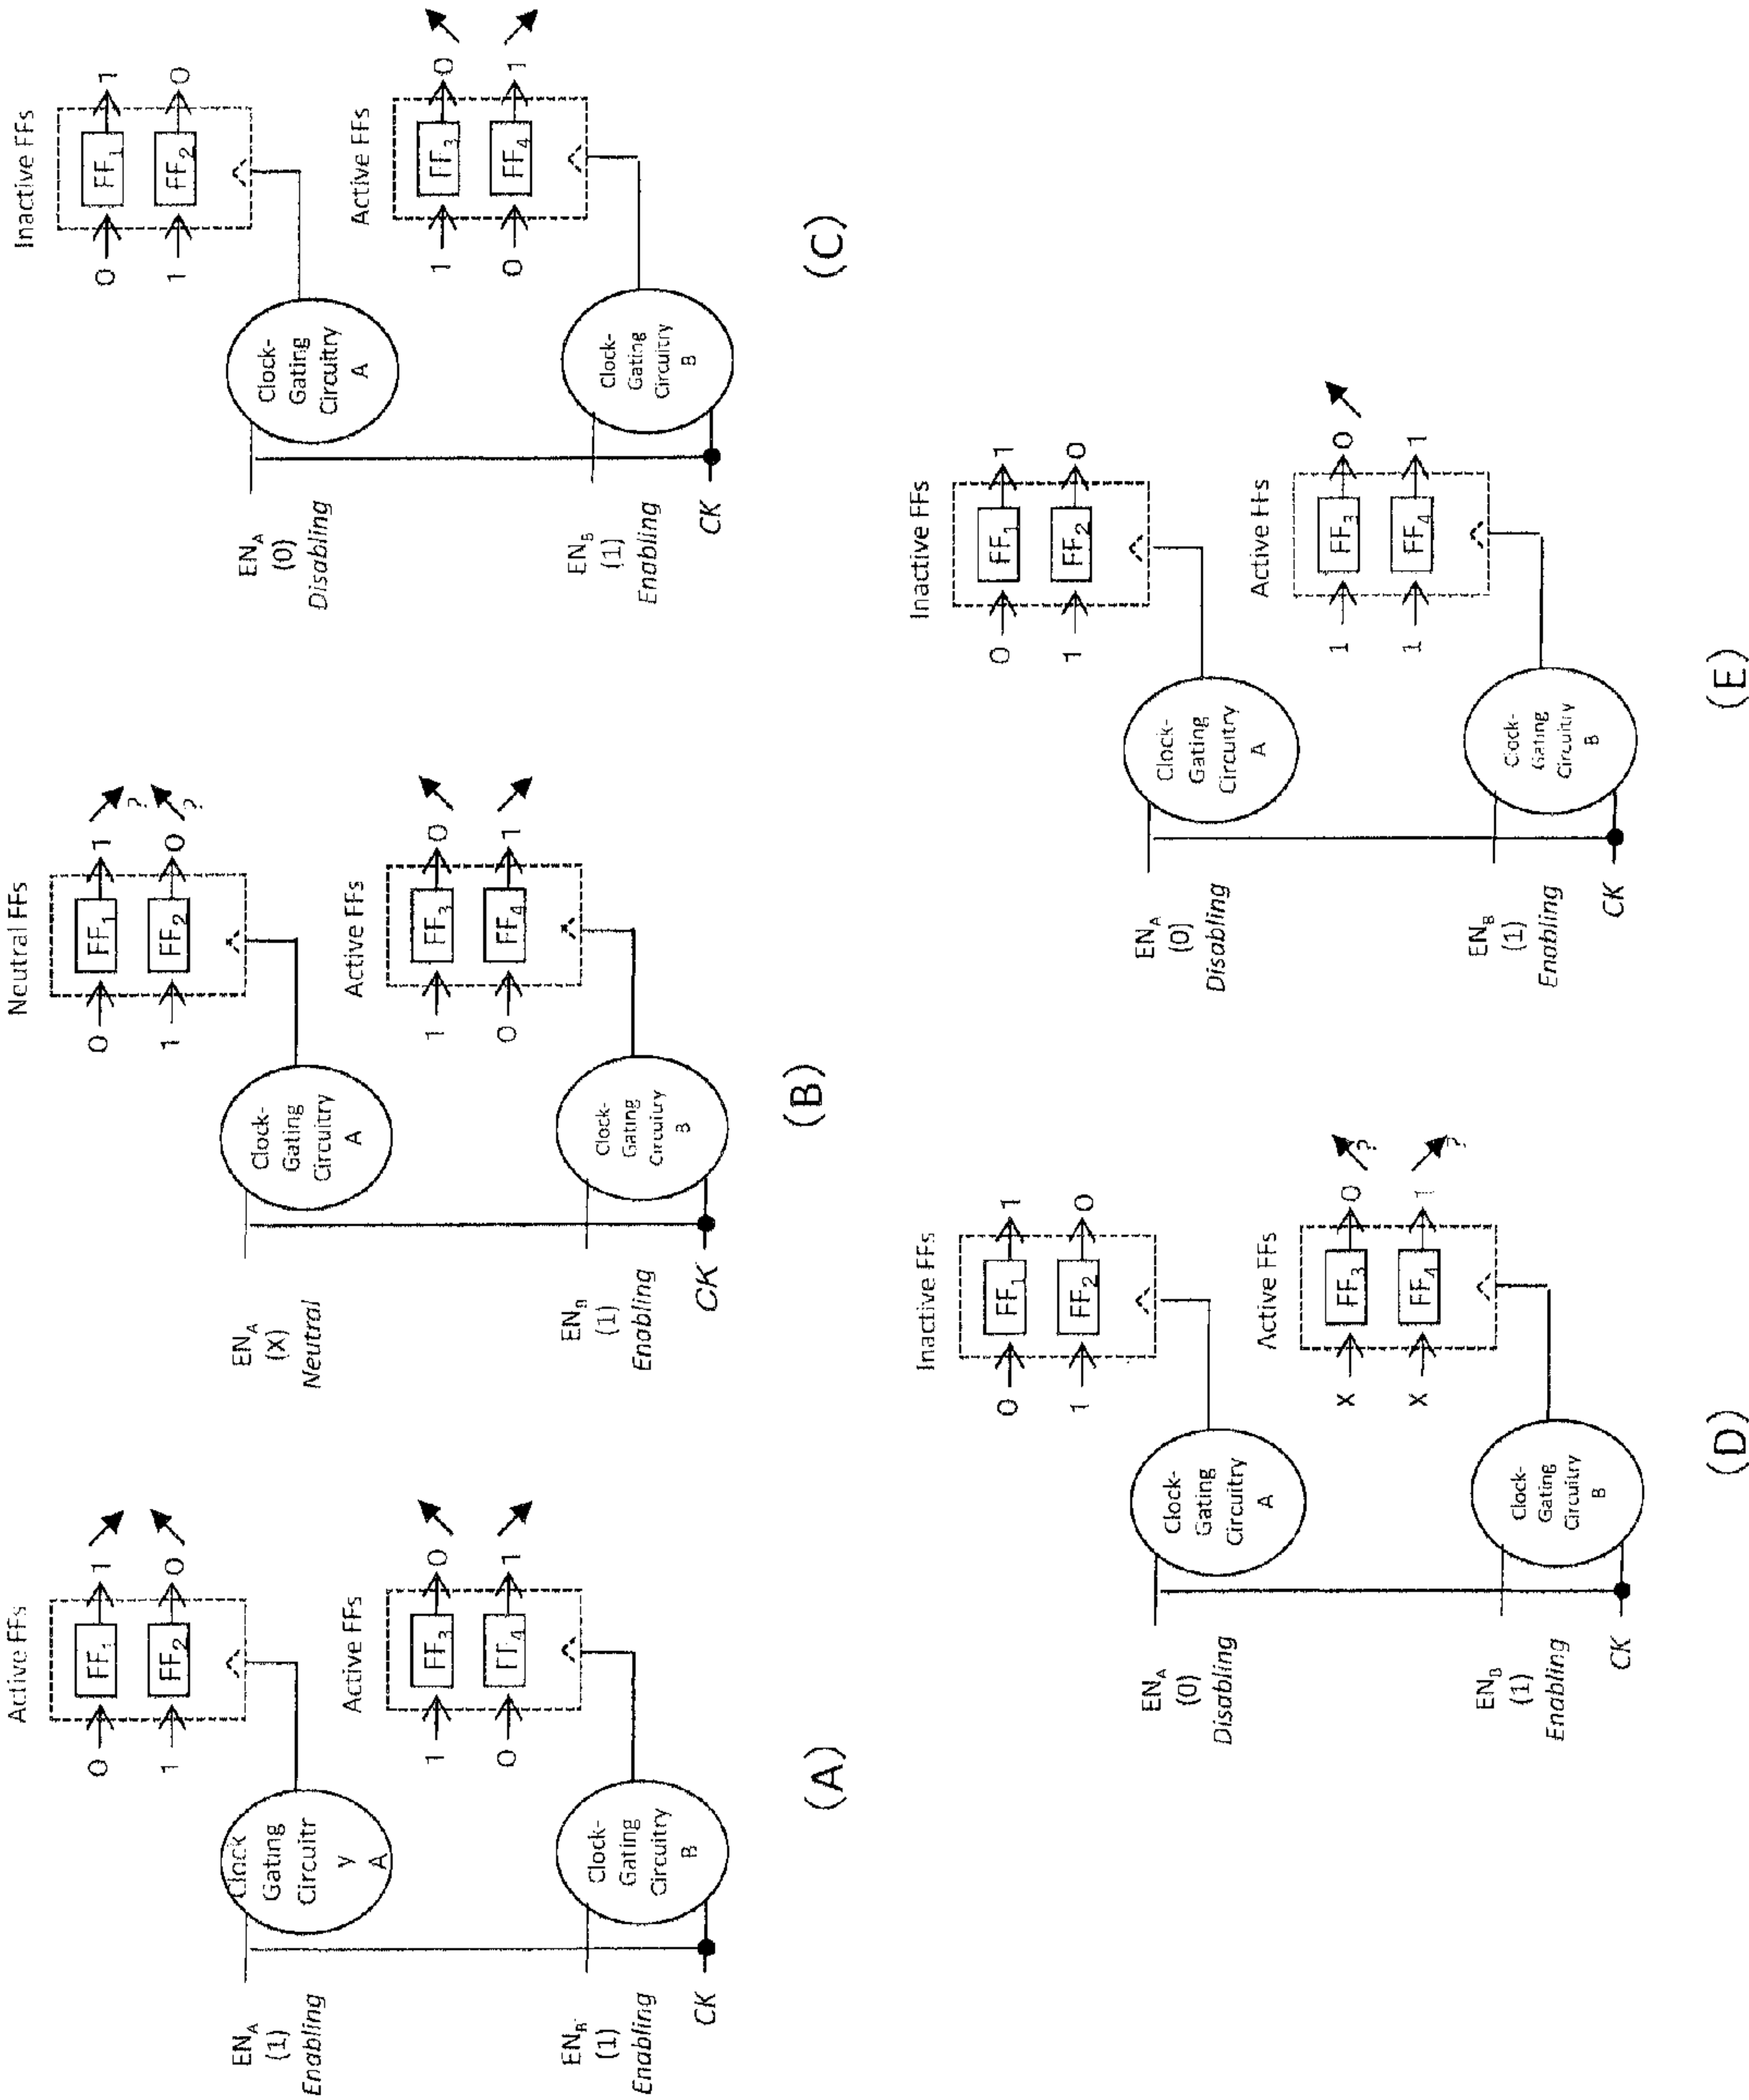 Active FFs
0 FF1 1
1 FF2 0
Clock
Gating
Circuitr
y
A
ENA
(1)
Enabling
Active FFs
1 FF3 0
0 FF4 1
Clock-
Gating
Circuitry
B
ENB
(1)
Enabling
CK
(A)
Neutral FFs
0 FF1 1 ?
1 FF2 0 ?
Clock-
Gating
Circuitry
A
ENA
(X)
Neutral
Active FFs
1 FF3 0
0 FF4 1
Clock-
Gating
Circuitry
B
ENB
(1)
Enabling
CK
(B)
Inactive FFs
0 FF1 1
1 FF2 0
Clock-
Gating
Circuitry
A
ENA
(0)
Disabling
Active FFs
1 FF3 0
0 FF4 1
Clock-
Gating
Circuitry
B
ENB
(1)
Enabling
CK
(C)
Inactive FFs
0 FF1 1
1 FF2 0
Clock-
Gating
Circuitry
A
ENA
(0)
Disabling
Active FFs
X FF3 0 ?
X FF4 1 ?
Clock-
Gating
Circuitry
B
ENB
(1)
Enabling
CK
(D)
Inactive FFs
0 FF1 1
1 FF2 0
Clock-
Gating
Circuitry
A
ENA
(0)
Disabling
Active FFs
1 FF3 0
1 FF4 1
Clock-
Gating
Circuitry
B
ENB
(1)
Enabling
CK
(E)